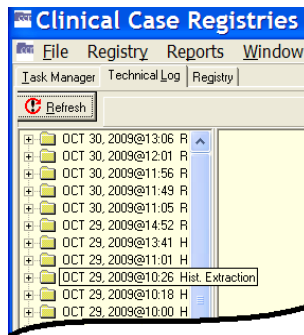 Clinical Case Registries
File Registry Reports Window
Task Manager Technical Log Registry
Refresh
OCT 30, 2009@13:06 R
OCT 30, 2009@12:01 R
OCT 30, 2009@11:56 R
OCT 30, 2009@11:49 R
OCT 30, 2009@11:05 R
OCT 29, 2009@14:52 R
OCT 29, 2009@13:41 H
OCT 29, 2009@11:01 H
OCT 29, 2009@10:26 Hist. Extraction
OCT 29, 2009@10:18 H
OCT 29, 2009@10:00 H